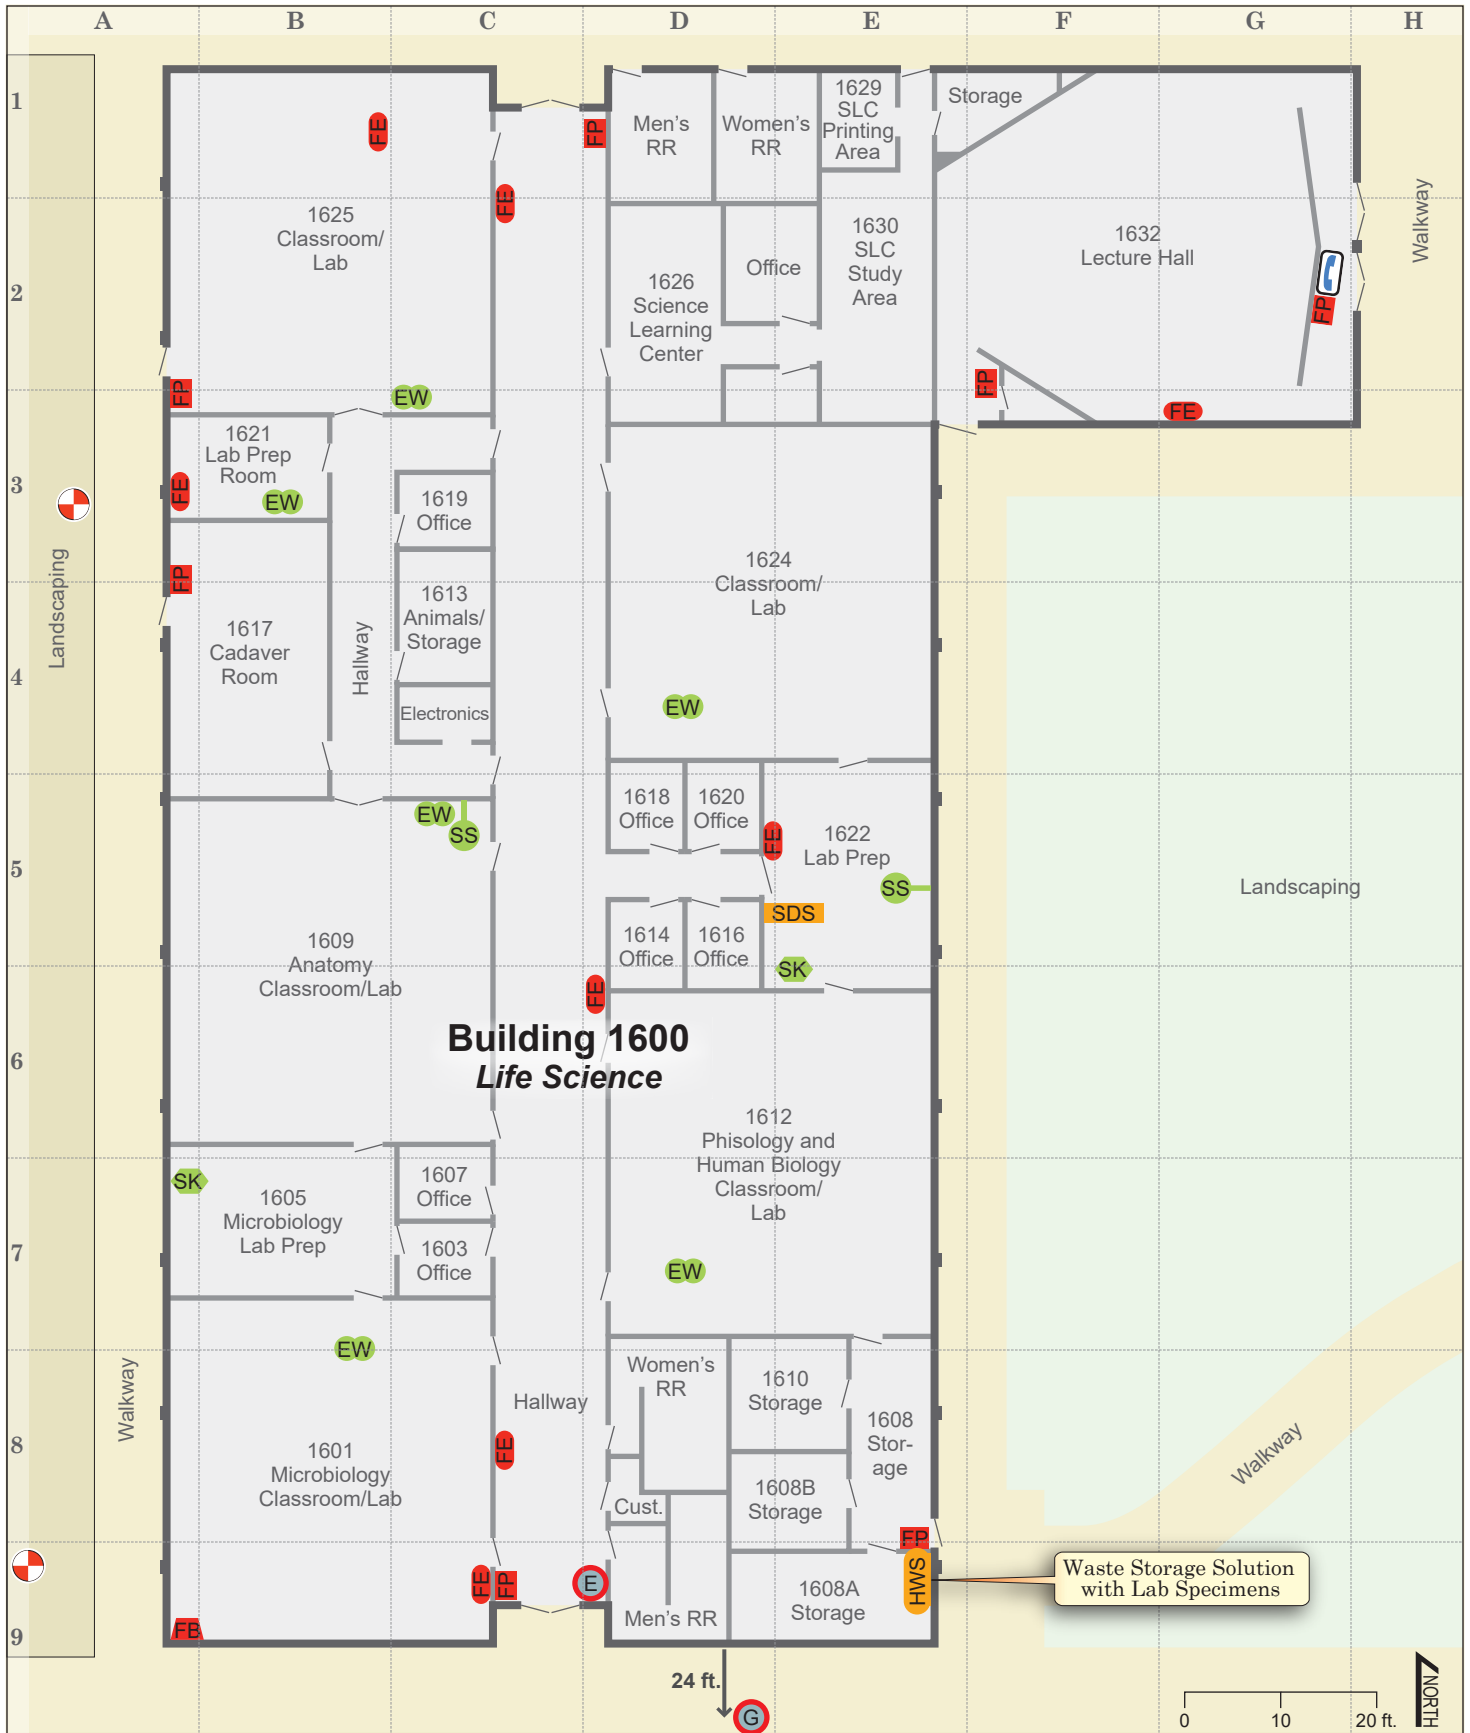 A B C D E F G H
1
2
3
4
5
6
7
8
9
FE
FP
Men's
RR
Women's
RR
1629
SLC
Printing
Area
Storage
FE
1625
Classroom/
Lab
1626
Science
Learning
Center
Office
1630
SLC
Study
Area
1632
Lecture Hall
Walkway
FP
FP
EW
FP
FE
1621
Lab Prep
Room
FE
EW
1619
Office
1624
Classroom/
Lab
Landscaping
FP
1617
Cadaver
Room
Hallway
1613
Animals/
Storage
Electronics
EW
EW
SS
1618
Office
1620
Office
FE
1622
Lab Prep
SS
SDS
Landscaping
1609
Anatomy
Classroom/Lab
1614
Office
1616
Office
SK
FE
Building 1600
Life Science
1612
Phisology and
Human Biology
Classroom/
Lab
SK
1605
Microbiology
Lab Prep
1607
Office
1603
Office
EW
EW
Walkway
Hallway
Women's
RR
1610
Storage
1608
Stor-
age
FE
1601
Microbiology
Classroom/Lab
Cust.
1608B
Storage
Walkway
FP
HWS
Waste Storage Solution
with Lab Specimens
FE
FP
E
1608A
Storage
FB
Men's RR
24 ft.
G
0 10 20 ft.
NORTH